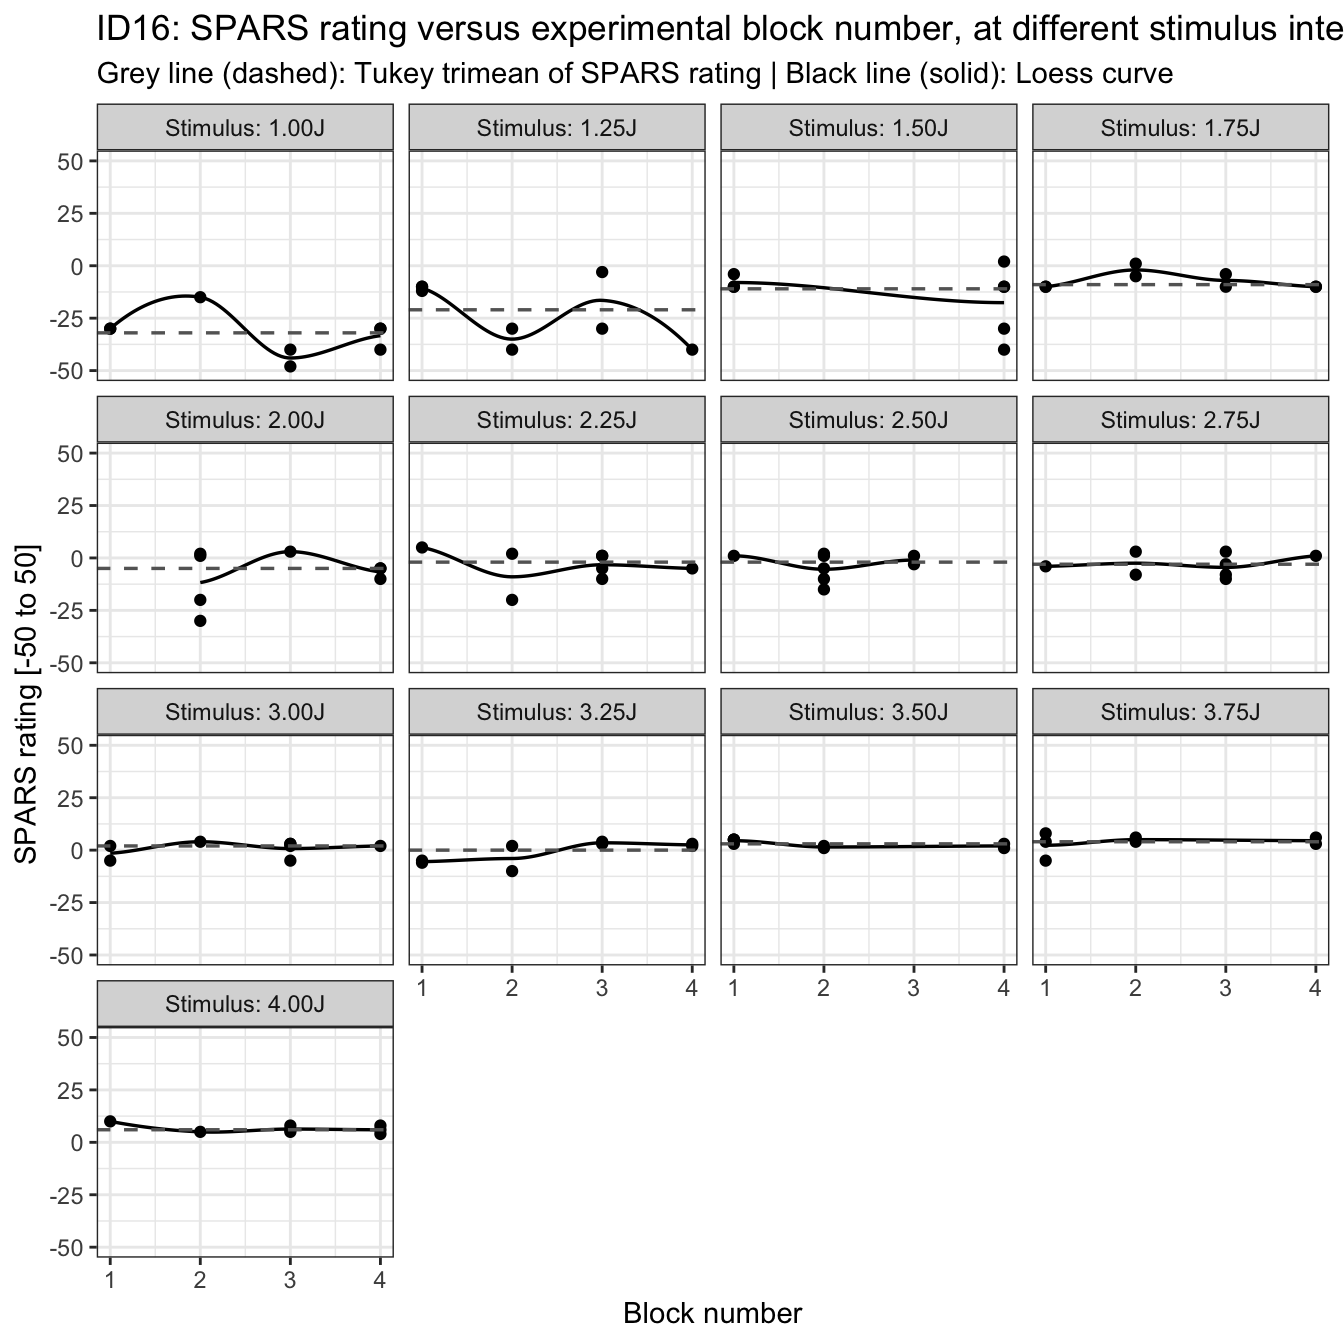 ID16: SPARS rating versus experimental block number, at different stimulus inte
Grey line (dashed): Tukey trimean of SPARS rating | Black line (solid): Loess curve
Stimulus: 1.00J
Stimulus: 1.25J
Stimulus: 1.50J
Stimulus: 1.75J
50
25
0
-25
-50
Stimulus: 2.00J
Stimulus: 2.25J
Stimulus: 2.50J
Stimulus: 2.75J
50
25
0
-25
-50
SPARS rating [-50 to 50]
Stimulus: 3.00J
Stimulus: 3.25J
Stimulus: 3.50J
Stimulus: 3.75J
50
25
0
-25
-50
1 2 3 4
1 2 3 4
1 2 3 4
Stimulus: 4.00J
50
25
0
-25
-50
1 2 3 4
Block number